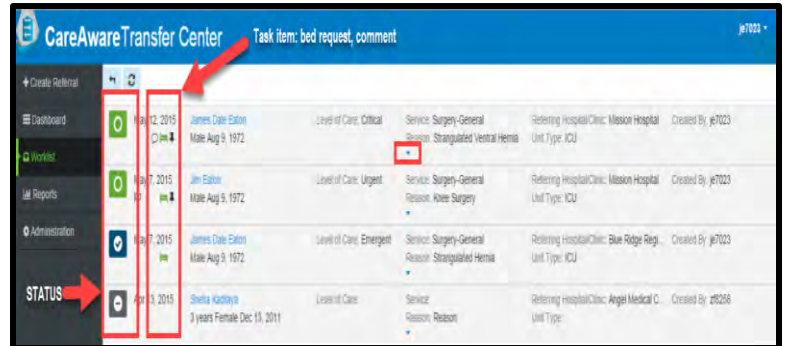 CareAware Transfer Center
Task item: bed request, comment
je7023
+ Create Referral
Dashboard
Worklist
Reports
Administration
STATUS
May 12, 2015 James Dale Eaton Level of Care: Critical Service: Surgery-General Referring Hospital/Clinic: Mission Hospital Created By: je7023
Male Aug 9, 1972 Reason: Strangulated Ventral Hernia Unit Type: ICU
May 7, 2015 Jim Eaton Level of Care: Urgent Service: Surgery-General Referring Hospital/Clinic: Mission Hospital Created By: je7023
Male Aug 9, 1972 Reason: Knee Surgery Unit Type: ICU
May 7, 2015 James Dale Eaton Level of Care: Emergent Service: Surgery-General Referring Hospital/Clinic: Blue Ridge Regi... Created By: je7023
Male Aug 9, 1972 Reason: Strangulated Hernia Unit Type: ICU
2015 Level of Care: Service: Referring Hospital/Clinic: Angel Medical C... Created By: zf8258
3 years Female Dec 13, 2011 Reason: Reason Unit Type: